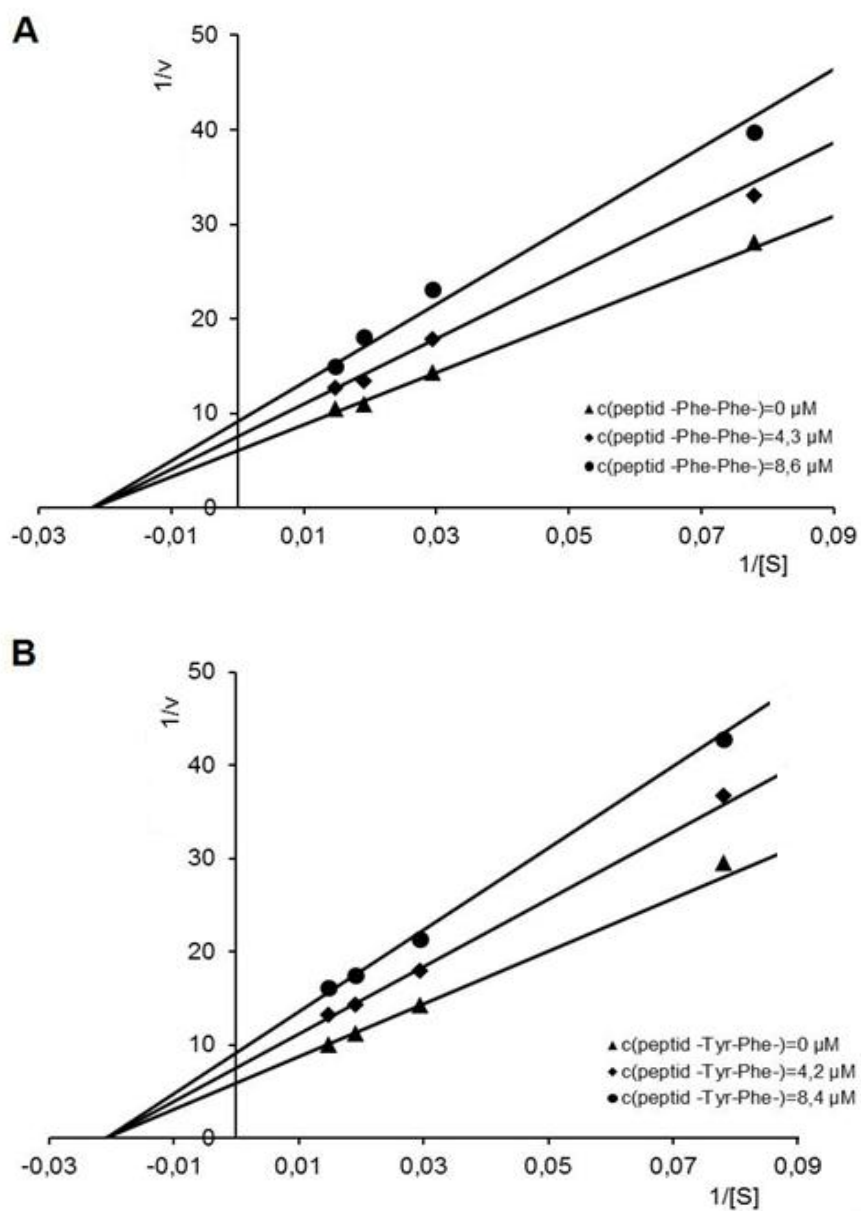 A
1/v
50
40
30
20
10
0
-0,03 -0,01 0,01 0,03 0,05 0,07 0,09
1/[S]
▲ c(peptid -Phe-Phe-)=0 µM
◆ c(peptid -Phe-Phe-)=4,3 µM
● c(peptid -Phe-Phe-)=8,6 µM
B
1/v
50
40
30
20
10
0
-0,03 -0,01 0,01 0,03 0,05 0,07 0,09
1/[S]
▲ c(peptid -Tyr-Phe-)=0 µM
◆ c(peptid -Tyr-Phe-)=4,2 µM
● c(peptid -Tyr-Phe-)=8,4 µM